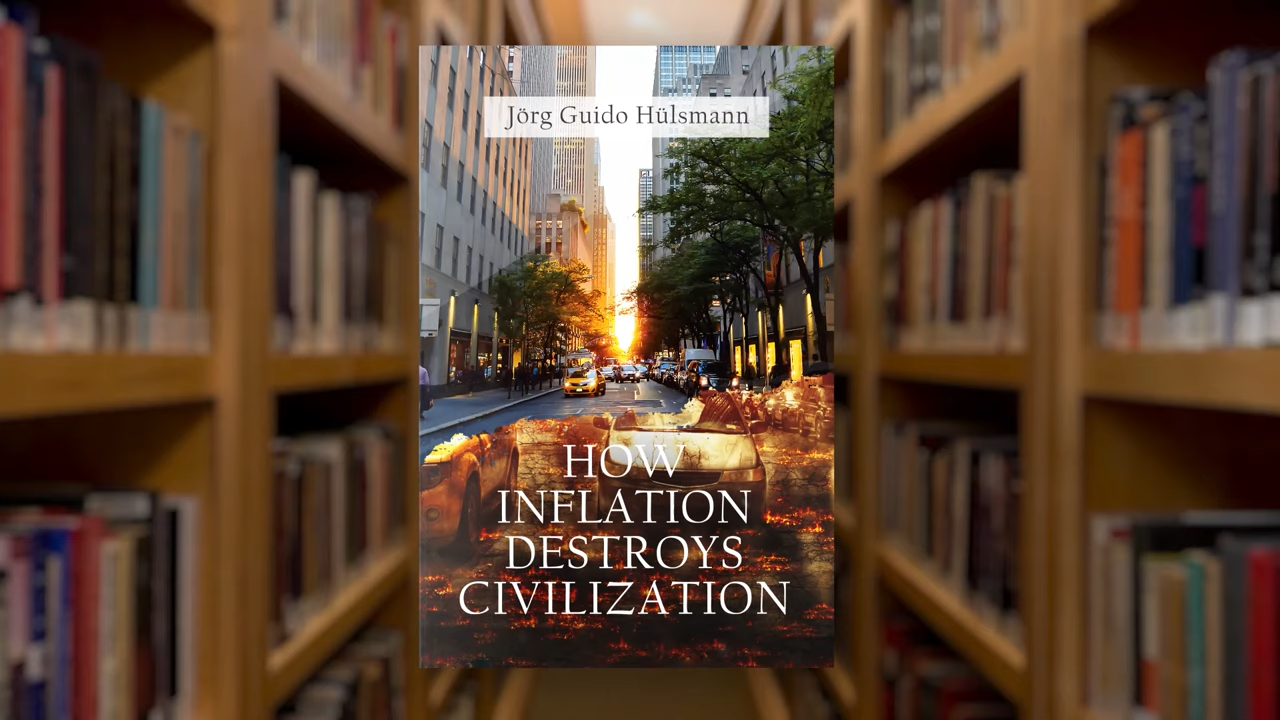 Jörg Guido Hülsmann
HOW
INFLATION
DESTROYS
CIVILIZATION